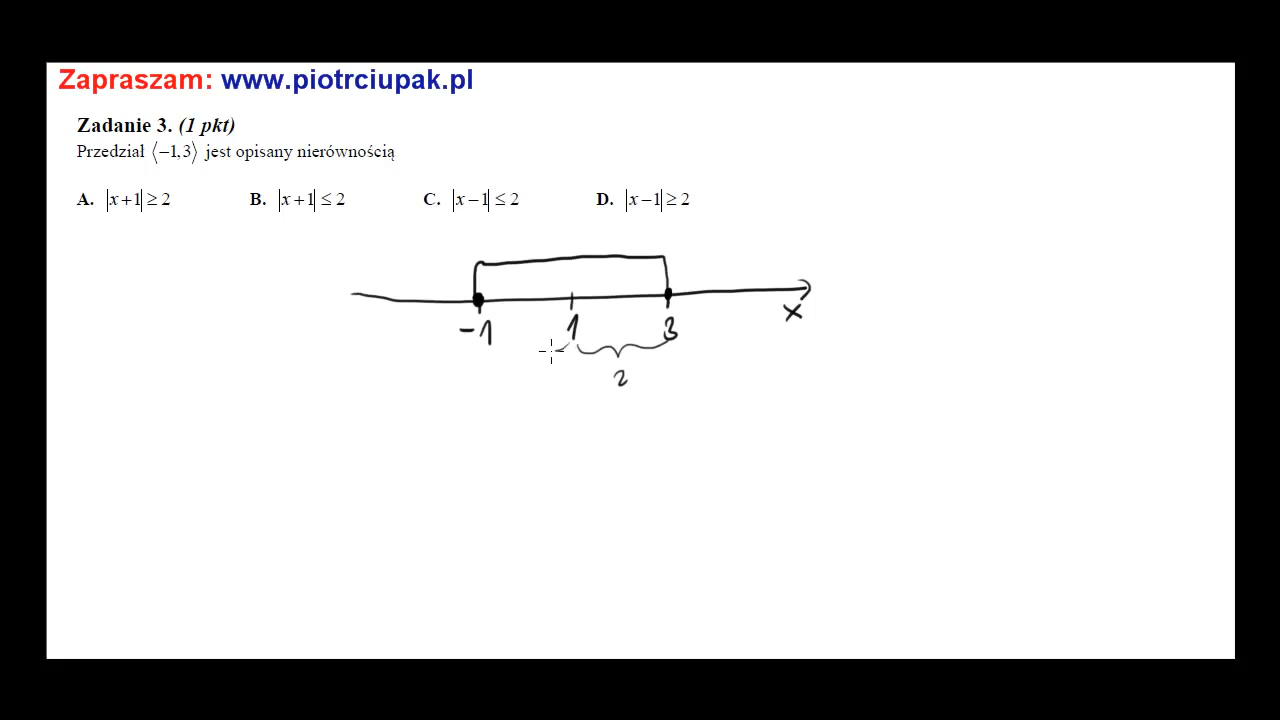 Zapraszam: www.piotrciupak.pl
Zadanie 3. (1 pkt)
Przedział ⟨−1,3⟩ jest opisany nierównością
A. |x+1| ≥ 2 B. |x+1| ≤ 2 C. |x−1| ≤ 2 D. |x−1| ≥ 2
-1 1 3 x
2